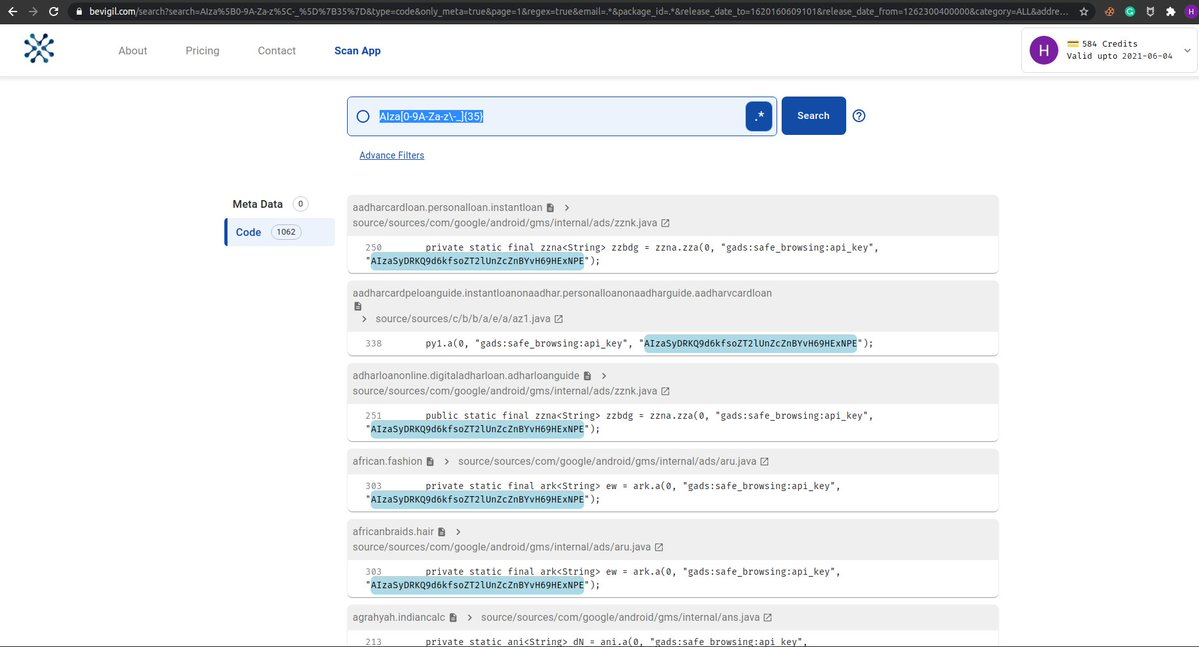 bevigil.com/search?search=AIza%5B0-9A-Za-z%5C-_%5D%7B35%7D&type=code&only_meta=true&page=1&regex=true&email=.*&package_id=.*&release_date_to=1620160609101&release_date_from=1262300400000&category=ALL&addre...
About Pricing Contact Scan App
H
584 Credits
Valid upto 2021-06-04
AIza[0-9A-Za-z\-_]{35}
.*
Search
Advance Filters
Meta Data 0
Code 1062
aadharcardloan.personalloan.instantloan
source/sources/com/google/android/gms/internal/ads/zznk.java
250 private static final zzna<String> zzbdg = zzna.zza(0, "gads:safe_browsing:api_key",
"AIzaSyDRKQ9d6kfsoZT2lUnZcZnBYvH69HExNPE");
aadharcardpeloanguide.instantloanonaadhar.personalloanonaadharguide.aadharvcardloan
source/sources/c/b/b/a/e/a/az1.java
338 py1.a(0, "gads:safe_browsing:api_key", "AIzaSyDRKQ9d6kfsoZT2lUnZcZnBYvH69HExNPE");
adharloanonline.digitaladharloan.adharloanguide
source/sources/com/google/android/gms/internal/ads/zznk.java
251 public static final zzna<String> zzbdg = zzna.zza(0, "gads:safe_browsing:api_key",
"AIzaSyDRKQ9d6kfsoZT2lUnZcZnBYvH69HExNPE");
african.fashion source/sources/com/google/android/gms/internal/ads/aru.java
303 private static final ark<String> ew = ark.a(0, "gads:safe_browsing:api_key",
"AIzaSyDRKQ9d6kfsoZT2lUnZcZnBYvH69HExNPE");
africanbraids.hair
source/sources/com/google/android/gms/internal/ads/aru.java
303 private static final ark<String> ew = ark.a(0, "gads:safe_browsing:api_key",
"AIzaSyDRKQ9d6kfsoZT2lUnZcZnBYvH69HExNPE");
agrahyah.indiancalc source/sources/com/google/android/gms/internal/ans.java
213 private static ani<String> dN = ani.a(0, "gads:safe_browsing:api_key",